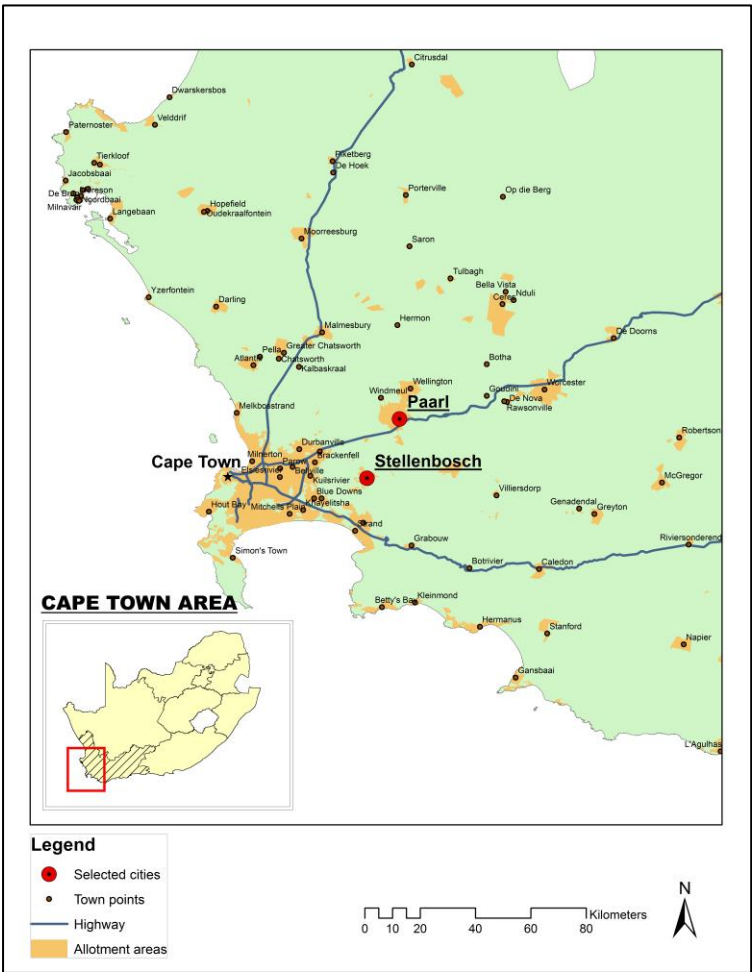 Citrusdal
Dwarskersbos
Velddrif
Paternoster
Piketberg
De Hoek
Tierkloof
Jacobsbaai
Porterville
Op die Berg
Noordbaai
Milnavair
Langebaan
Hopefield
Oudekraalfontein
Moorreesburg
Saron
Tulbagh
Bella Vista
Nduli
Ceres
Yzerfontein
Darling
Malmesbury
Hermon
De Doorns
Pella
Greater Chatsworth
Atlantis
Chatsworth
Kalbaskraal
Botha
Wellington
Windmeul
Goudini
Worcester
De Nova
Rawsonville
Paarl
Melkbosstrand
Robertson
Durbanville
Milnerton
Parow
Brackenfell
Cape Town
Elsiesrivier
Bellville
Stellenbosch
Kuilsrivier
McGregor
Blue Downs
Villiersdorp
Hout Bay
Mitchells Plain
Khayelitsha
Genadendal
Greyton
Strand
Grabouw
Riviersonderend
Simon's Town
Botrivier
Caledon
CAPE TOWN AREA
Betty's Bay
Kleinmond
Hermanus
Stanford
Napier
Gansbaai
L'Agulhas
Legend
Selected cities
Town points
Highway
Allotment areas
Kilometers
0 10 20 40 60 80
N